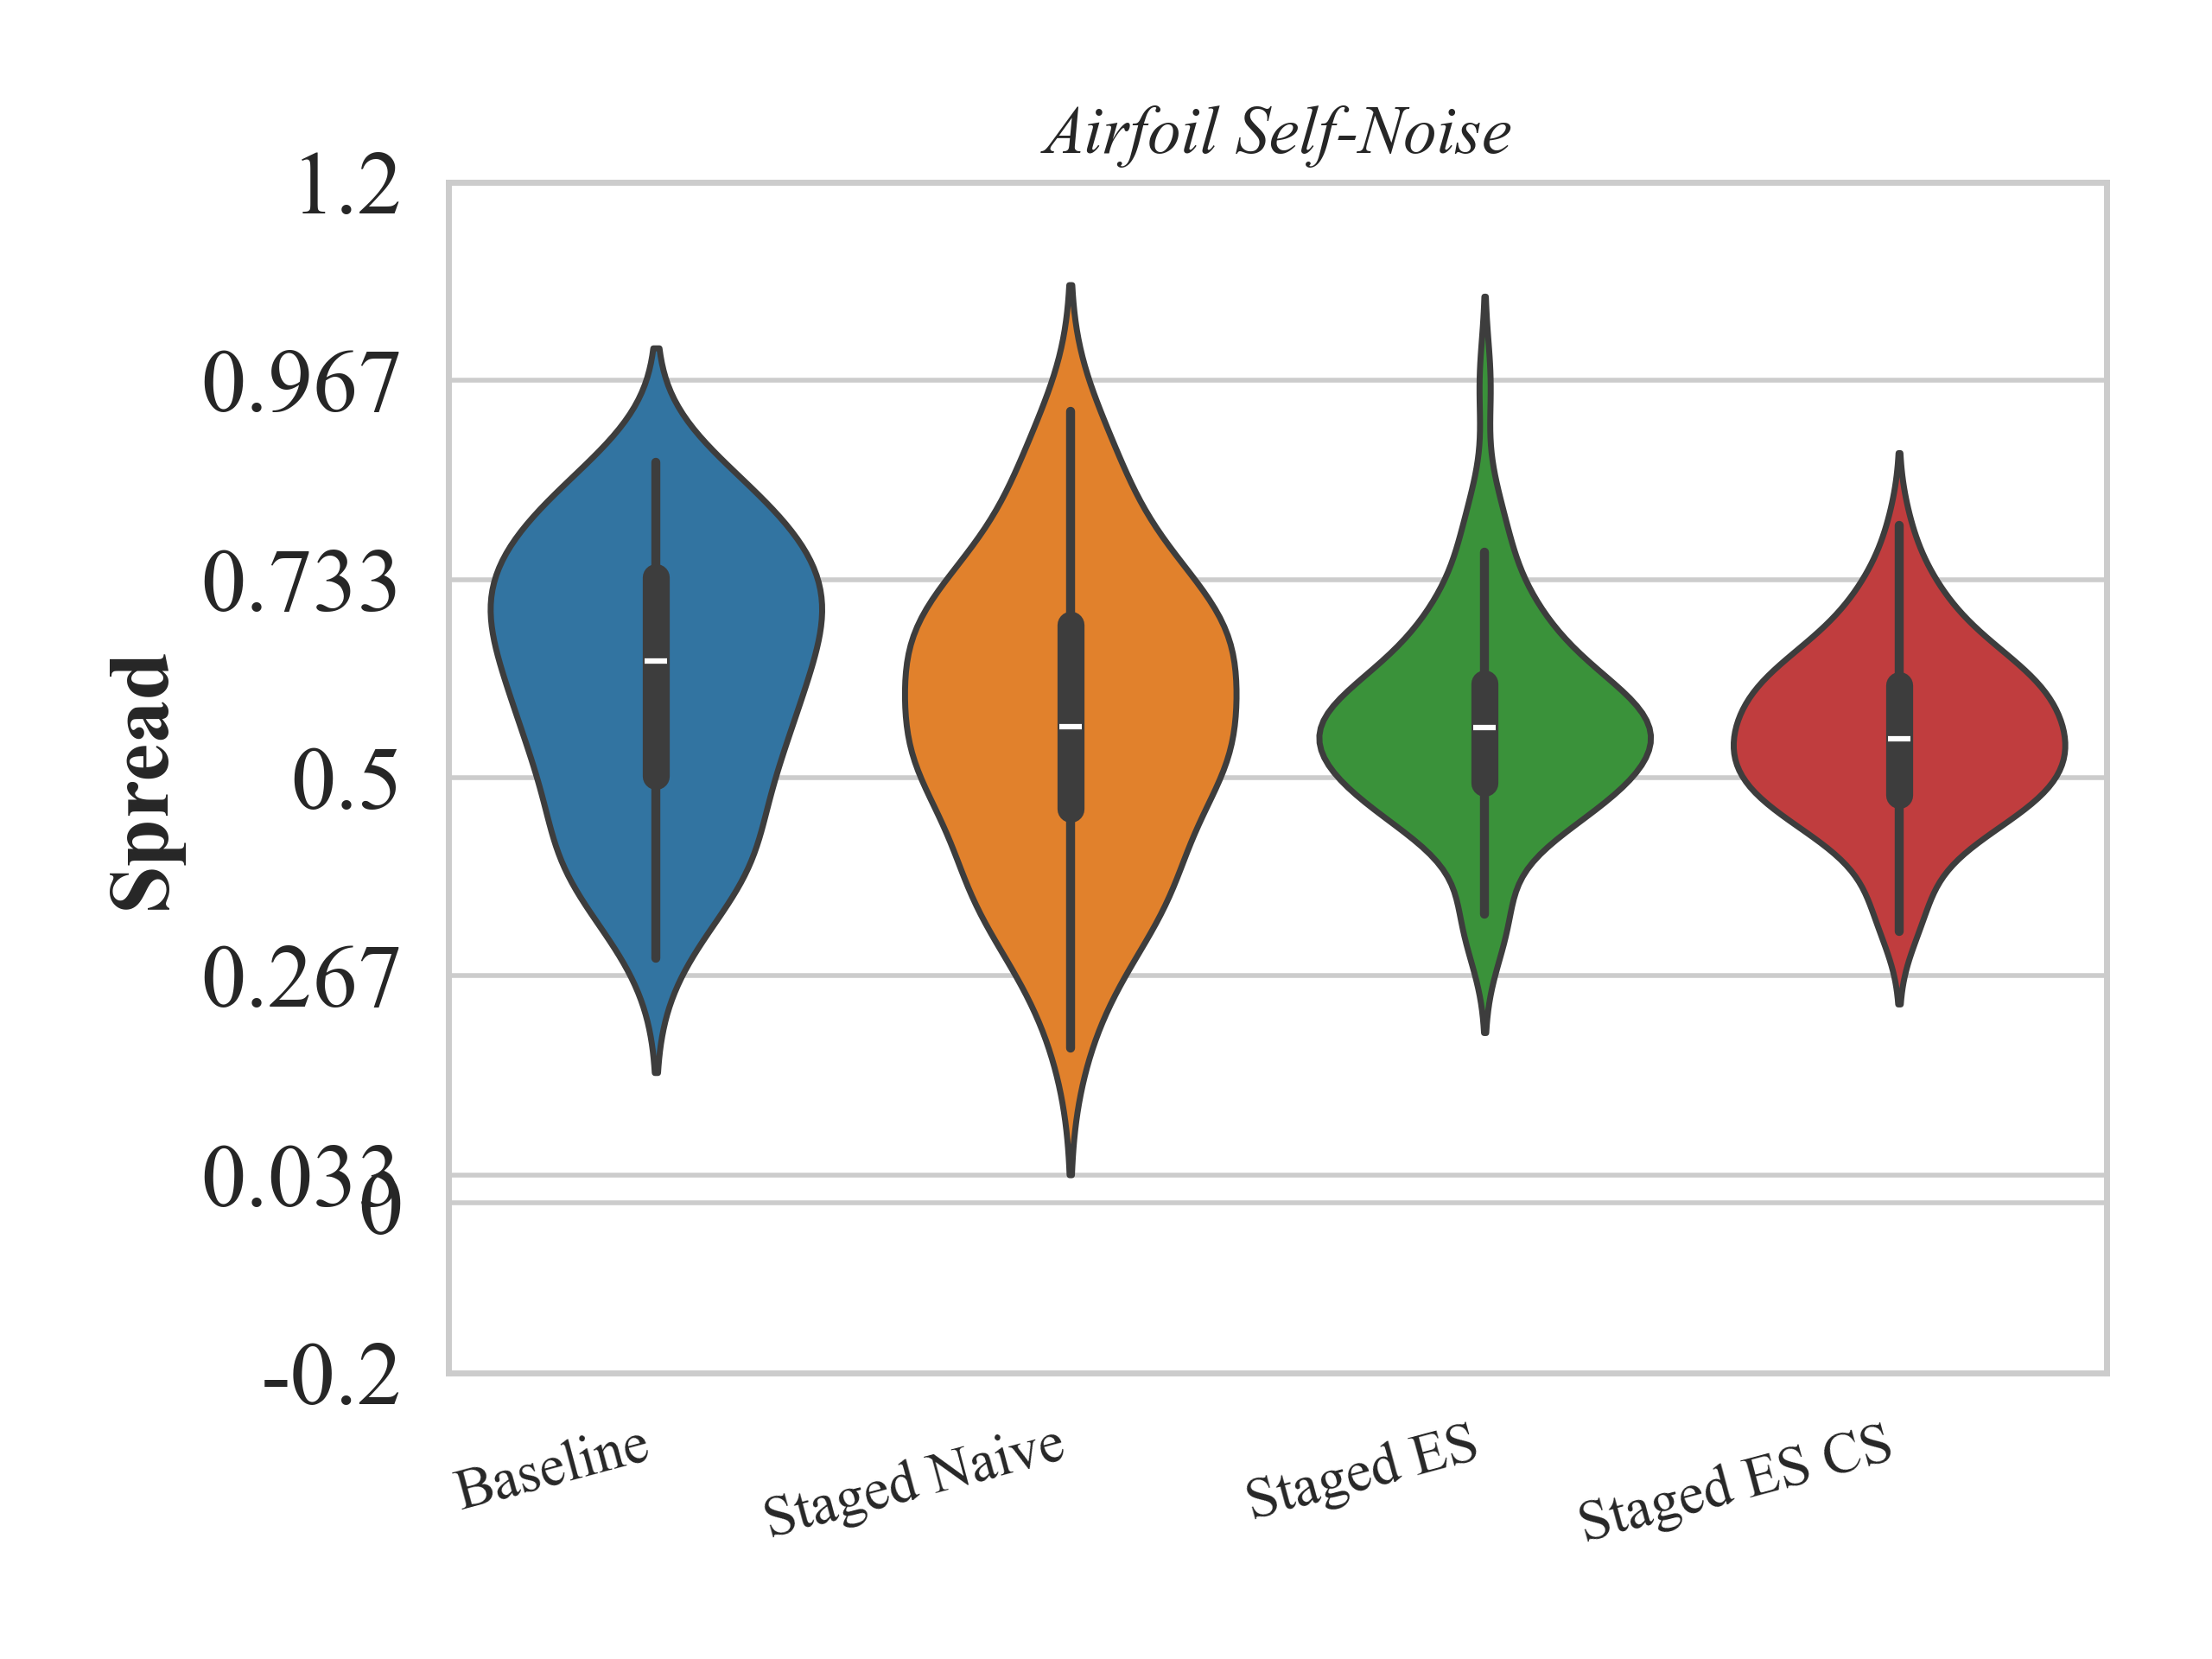 Airfoil Self-Noise
1.2
0.967
0.733
0.5
0.267
0.033
0
-0.2
Spread
Baseline
Staged Naive
Staged ES
Staged ES CS